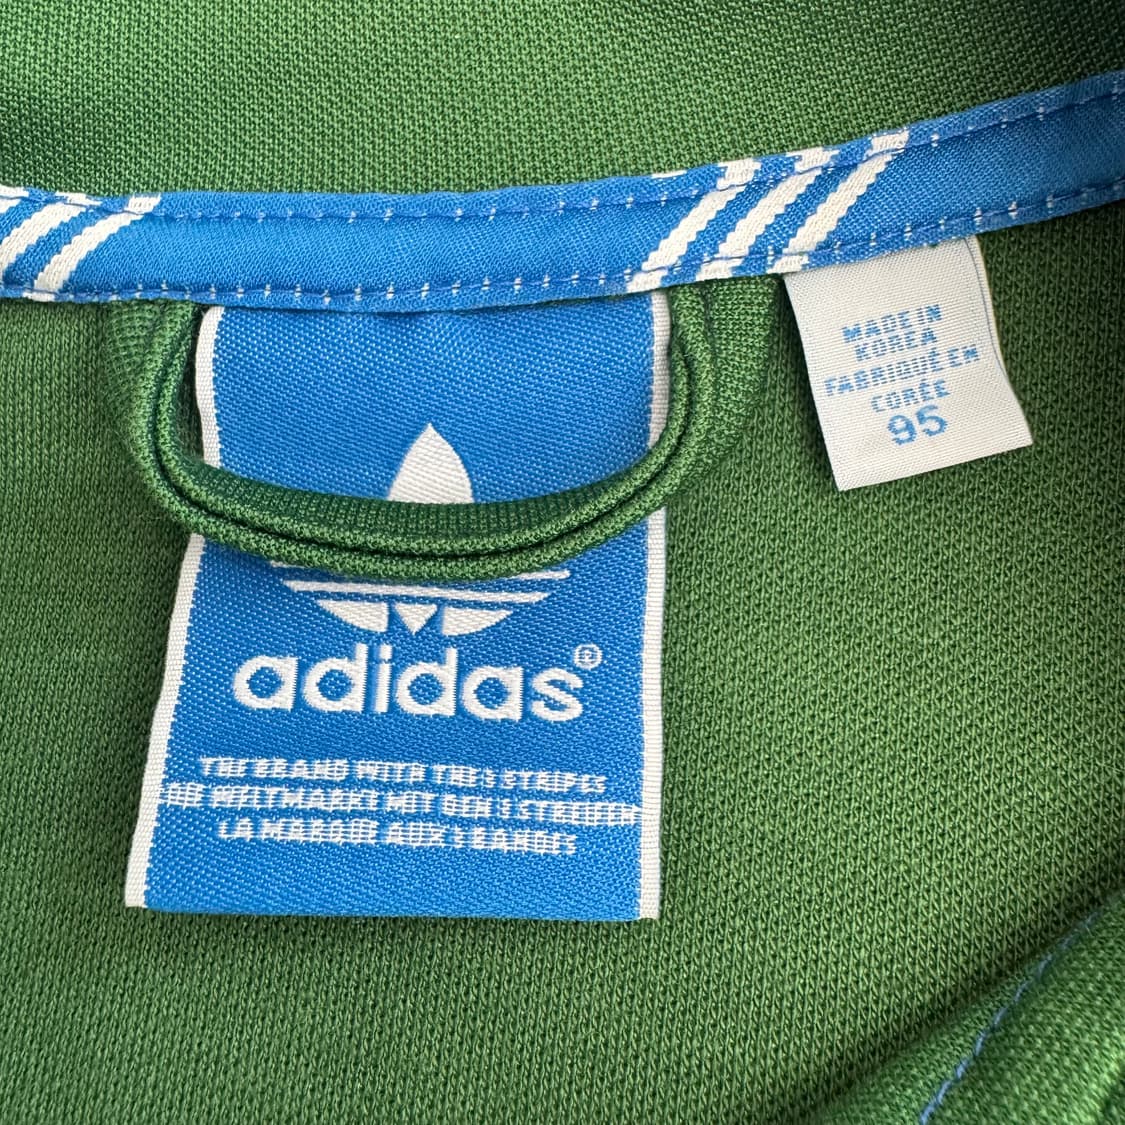 adidas®
THE BRAND WITH THE 3 STRIPES
DIE WELTMARKE MIT DEN 3 STREIFEN
LA MARQUE AUX 3 BANDES
MADE IN
KOREA
FABRIQUÉ EN
CORÉE
95